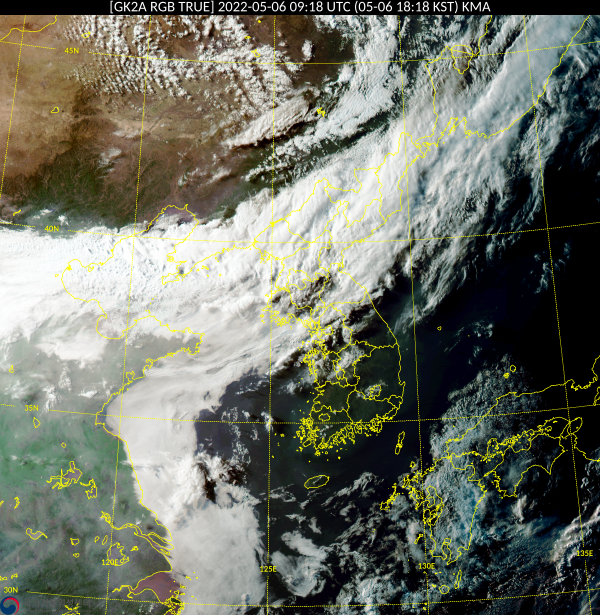 [GK2A RGB TRUE] 2022-05-06 09:18 UTC (05-06 18:18 KST) KMA
45N
40N
35N
125E
135E
120E
130E
30N